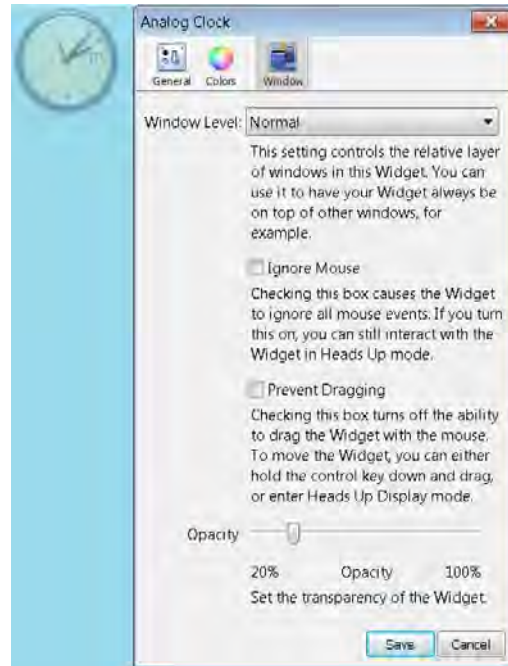 Analog Clock
General Colors Window
Window Level: Normal
This setting controls the relative layer
of windows in this Widget. You can
use it to have your Widget always be
on top of other windows, for
example.
Ignore Mouse
Checking this box causes the Widget
to ignore all mouse events. If you turn
this on, you can still interact with the
Widget in Heads Up mode.
Prevent Dragging
Checking this box turns off the ability
to drag the Widget with the mouse.
To move the Widget, you can either
hold the control key down and drag,
or enter Heads Up Display mode.
Opacity
20% Opacity 100%
Set the transparency of the Widget.
Save Cancel